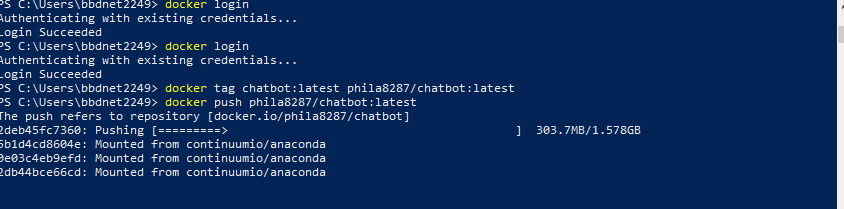 PS C:\Users\bbdnet2249> docker login
Authenticating with existing credentials...
Login Succeeded
PS C:\Users\bbdnet2249> docker login
Authenticating with existing credentials...
Login Succeeded
PS C:\Users\bbdnet2249> docker tag chatbot:latest phila8287/chatbot:latest
PS C:\Users\bbdnet2249> docker push phila8287/chatbot:latest
The push refers to repository [docker.io/phila8287/chatbot]
2deb45fc7360: Pushing [=========> ] 303.7MB/1.578GB
5b1d4cd8604e: Mounted from continuumio/anaconda
0e03c4eb9efd: Mounted from continuumio/anaconda
2db44bce66cd: Mounted from continuumio/anaconda